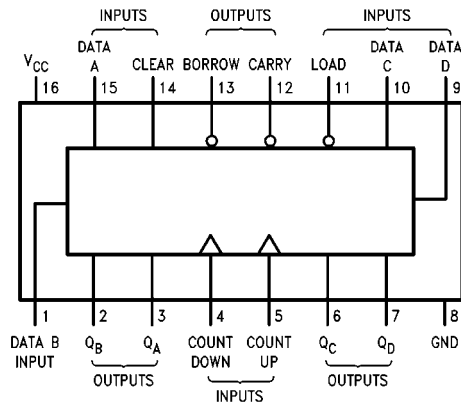 INPUTS OUTPUTS INPUTS
DATA DATA DATA
VCC A CLEAR BORROW CARRY LOAD C D
16 15 14 13 12 11 10 9
1 2 3 4 5 6 7 8
DATA B QB QA COUNT COUNT QC QD GND
INPUT DOWN UP
OUTPUTS OUTPUTS
INPUTS